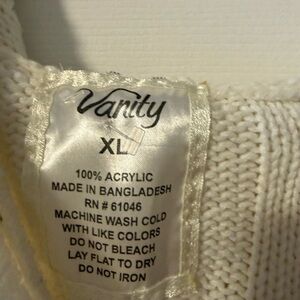 Vanity
XL
100% ACRYLIC
MADE IN BANGLADESH
RN # 61046
MACHINE WASH COLD
WITH LIKE COLORS
DO NOT BLEACH
LAY FLAT TO DRY
DO NOT IRON